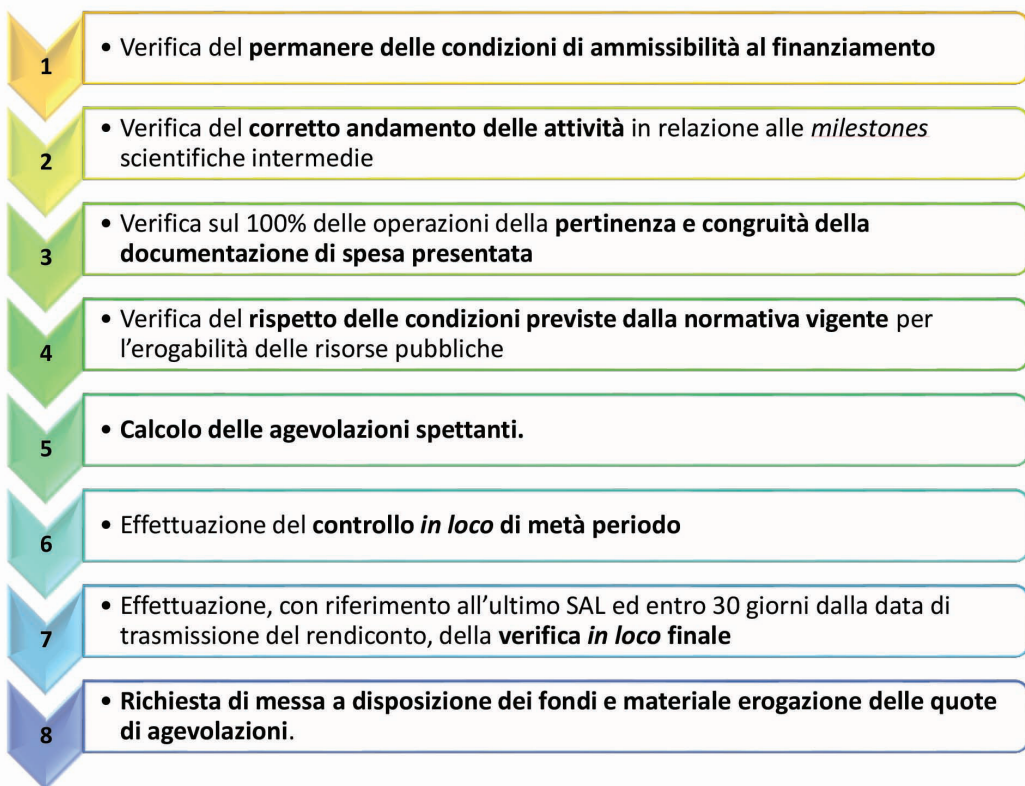 1
• Verifica del permanere delle condizioni di ammissibilità al finanziamento
2
• Verifica del corretto andamento delle attività in relazione alle milestones
scientifiche intermedie
3
• Verifica sul 100% delle operazioni della pertinenza e congruità della
documentazione di spesa presentata
4
• Verifica del rispetto delle condizioni previste dalla normativa vigente per
l’erogabilità delle risorse pubbliche
5
• Calcolo delle agevolazioni spettanti.
6
• Effettuazione del controllo in loco di metà periodo
7
• Effettuazione, con riferimento all’ultimo SAL ed entro 30 giorni dalla data di
trasmissione del rendiconto, della verifica in loco finale
8
• Richiesta di messa a disposizione dei fondi e materiale erogazione delle quote
di agevolazioni.